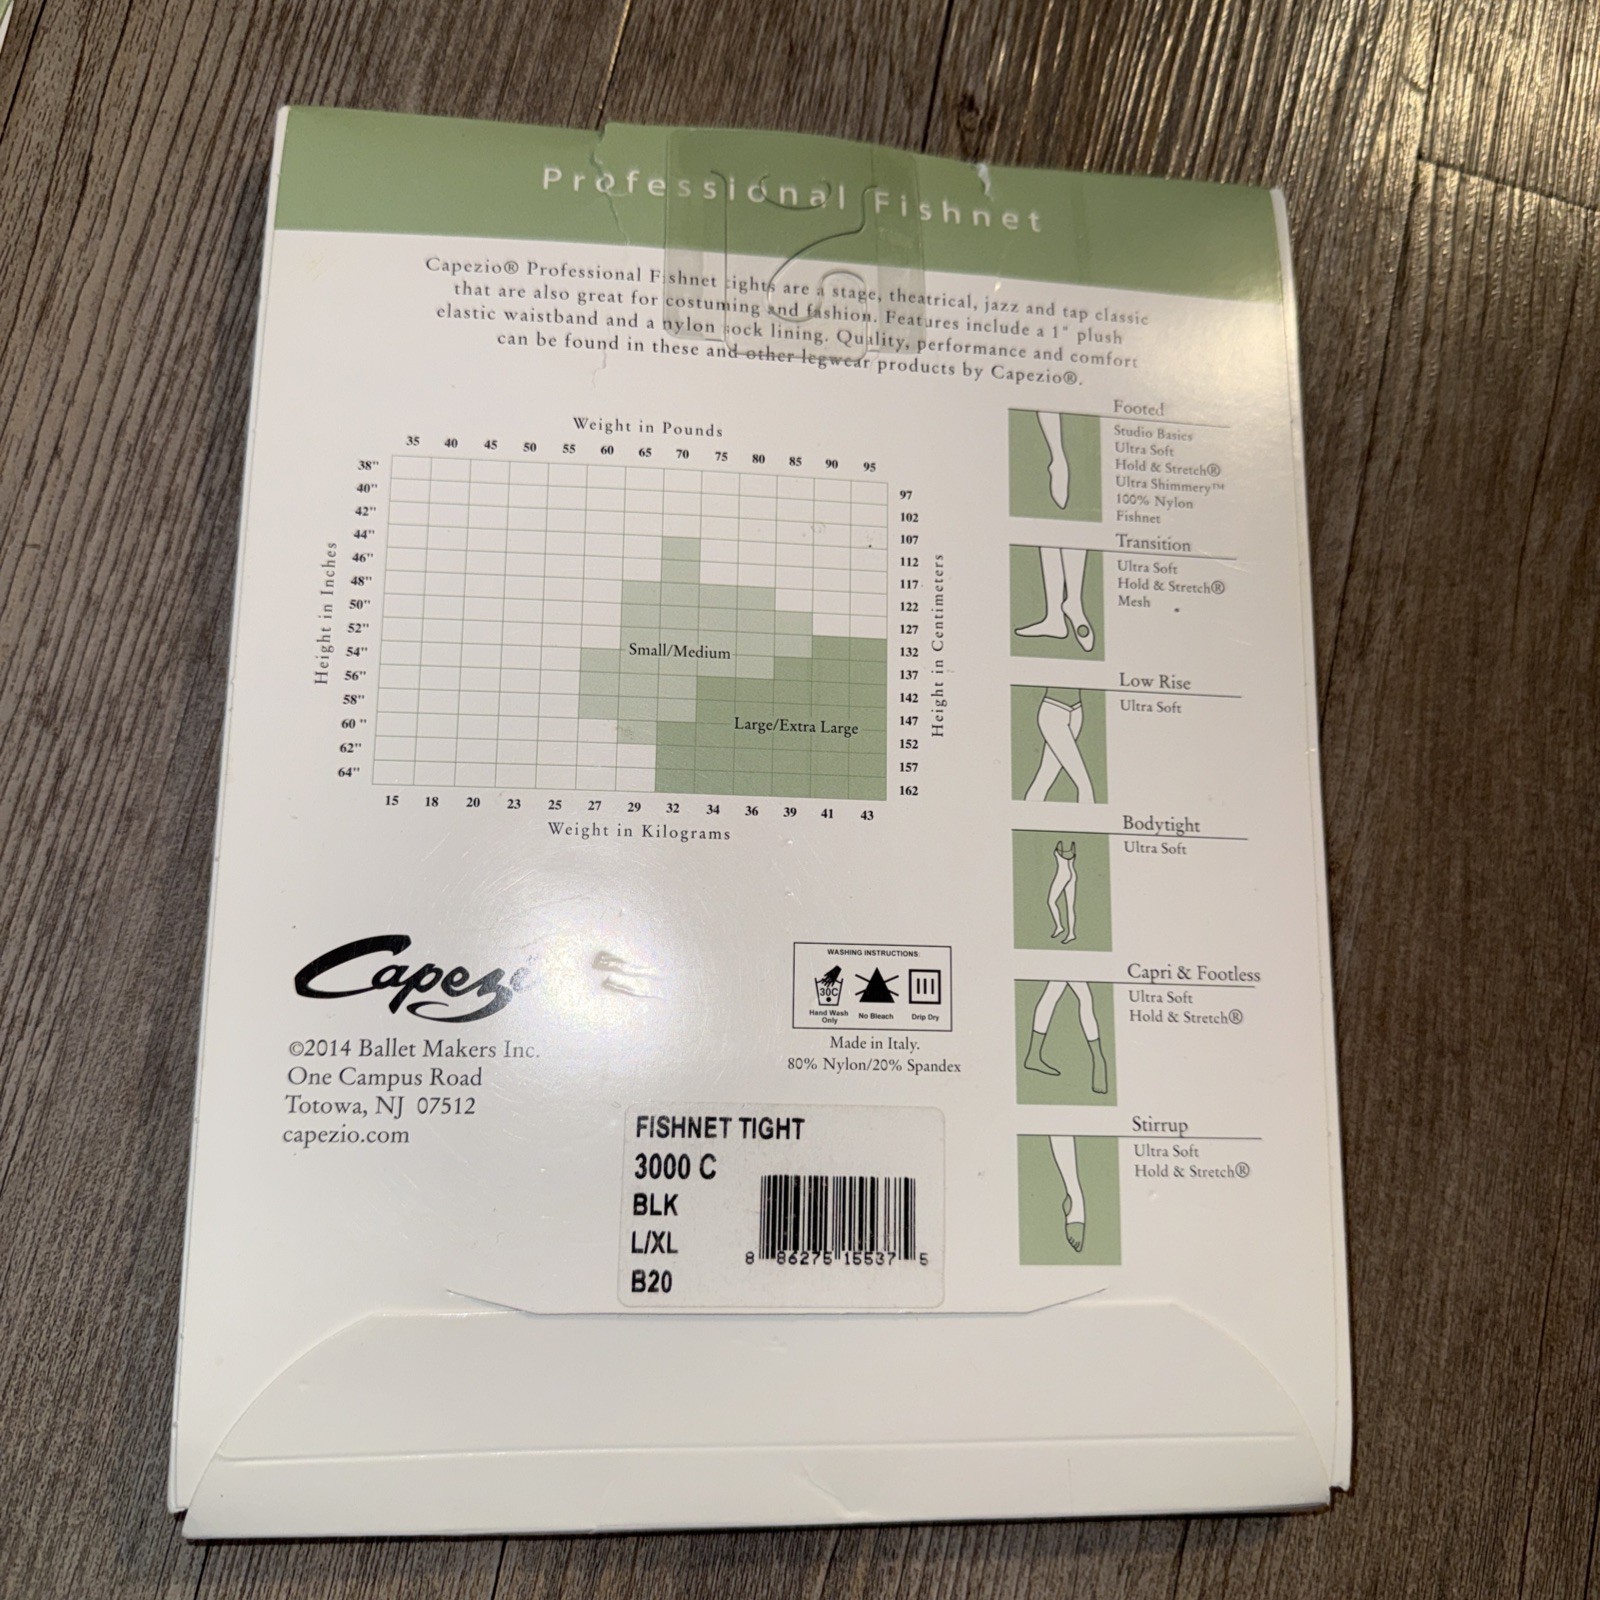 Professional Fishnet
Capezio® Professional Fishnet tights are a stage, theatrical, jazz and tap classic
that are also great for costuming and fashion. Features include a 1" plush
elastic waistband and a nylon sock lining. Quality, performance and comfort
can be found in these and other legwear products by Capezio®.
Weight in Pounds
35 40 45 50 55 60 65 70 75 80 85 90 95
Height in Inches
38"
40"
42"
44"
46"
48"
50"
52"
54"
56"
58"
60 "
62"
64"
Small/Medium
Large/Extra Large
97
102
107
112
117
122
127
132
137
142
147
152
157
162
Height in Centimeters
15 18 20 23 25 27 29 32 34 36 39 41 43
Weight in Kilograms
Footed
Studio Basics
Ultra Soft
Hold & Stretch®
Ultra Shimmery™
100% Nylon
Fishnet
Transition
Ultra Soft
Hold & Stretch®
Mesh
Low Rise
Ultra Soft
Bodytight
Ultra Soft
Capri & Footless
Ultra Soft
Hold & Stretch®
Stirrup
Ultra Soft
Hold & Stretch®
Capezio
©2014 Ballet Makers Inc.
One Campus Road
Totowa, NJ 07512
capezio.com
WASHING INSTRUCTIONS:
30C
Hand Wash
Only
No Bleach
Drip Dry
Made in Italy.
80% Nylon/20% Spandex
FISHNET TIGHT
3000 C
BLK
L/XL
B20
8 86275 15537 5